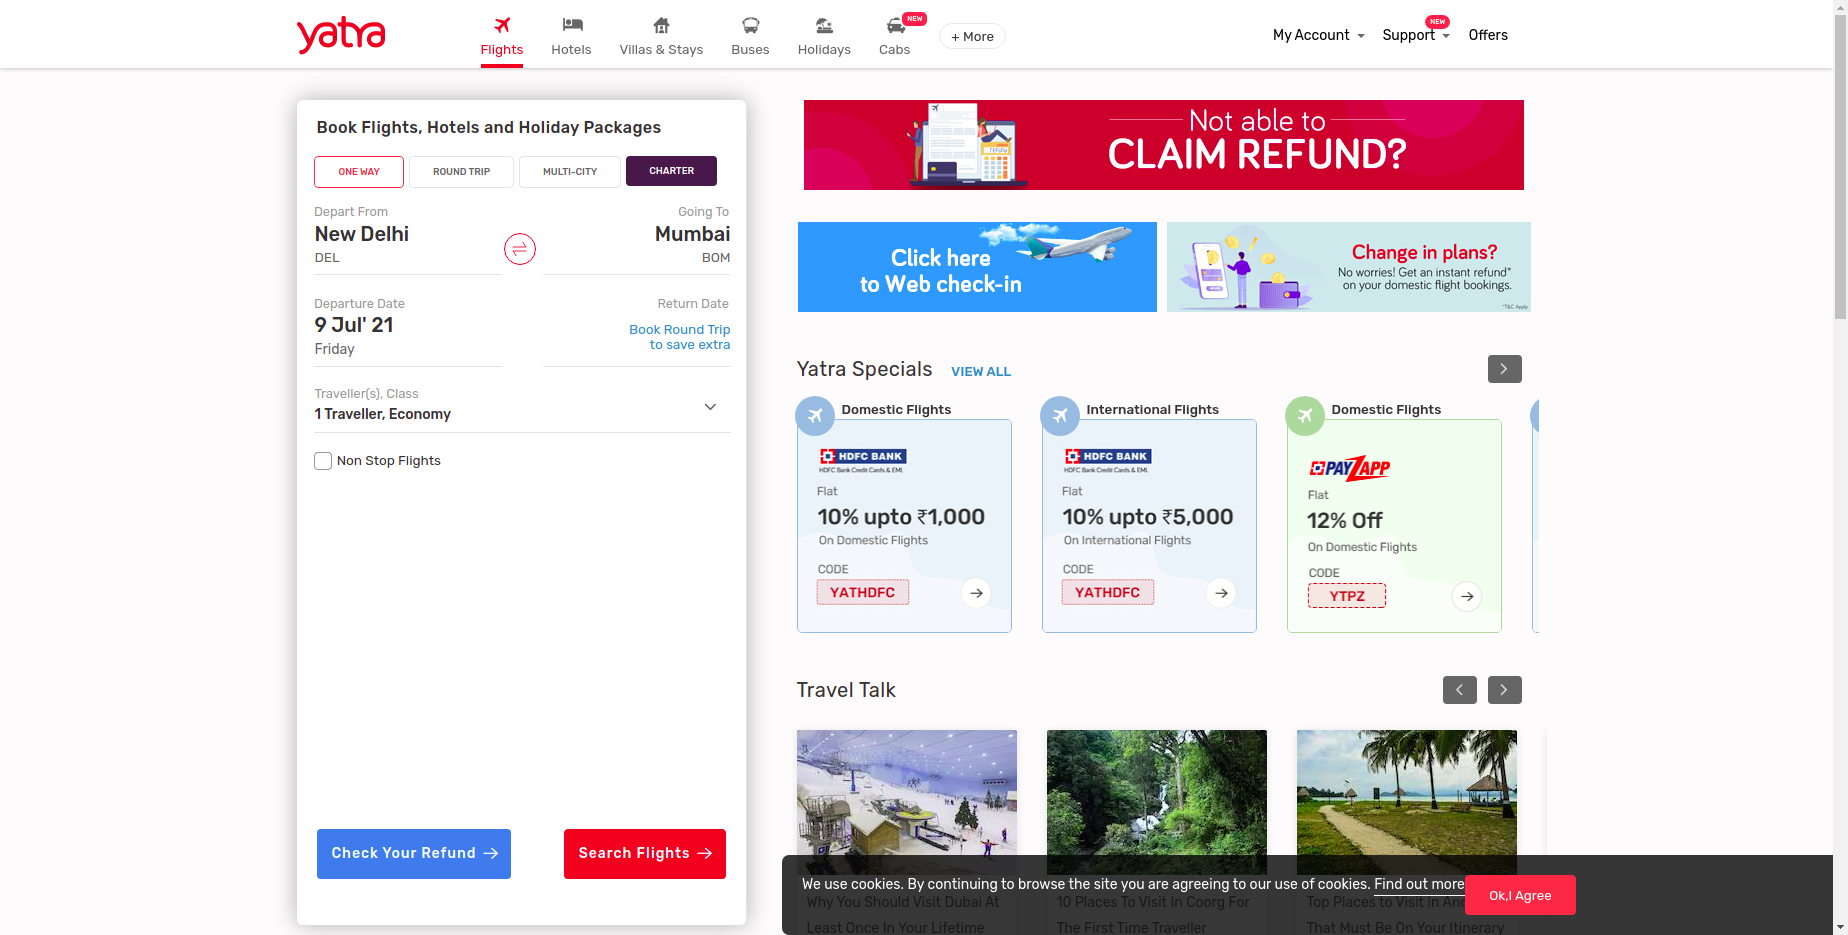 yatra
Flights
Hotels
Villas & Stays
Buses
Holidays
Cabs
NEW
+ More
My Account
Support
NEW
Offers
Book Flights, Hotels and Holiday Packages
ONE WAY
ROUND TRIP
MULTI-CITY
CHARTER
Depart From
New Delhi
DEL
Going To
Mumbai
BOM
Departure Date
9 Jul' 21
Friday
Return Date
Book Round Trip
to save extra
Traveller(s), Class
1 Traveller, Economy
Non Stop Flights
Check Your Refund
Search Flights
Not able to
CLAIM REFUND?
refund
Click here
to Web check-in
Change in plans?
No worries! Get an instant refund*
on your domestic flight bookings.
*T&C Apply
Yatra Specials
VIEW ALL
Domestic Flights
HDFC BANK
HDFC Bank Credit Cards & EMI.
Flat
10% upto ₹1,000
On Domestic Flights
CODE
YATHDFC
International Flights
HDFC BANK
HDFC Bank Credit Cards & EMI.
Flat
10% upto ₹5,000
On International Flights
CODE
YATHDFC
Domestic Flights
PAYZAPP
Flat
12% Off
On Domestic Flights
CODE
YTPZ
Travel Talk
We use cookies. By continuing to browse the site you are agreeing to our use of cookies. Find out more
Ok,I Agree
Why You Should Visit Dubai At
Least Once In Your Lifetime
10 Places To Visit In Coorg For
The First Time Traveller
Top Places to Visit in
That Must Be On Your Itinerary